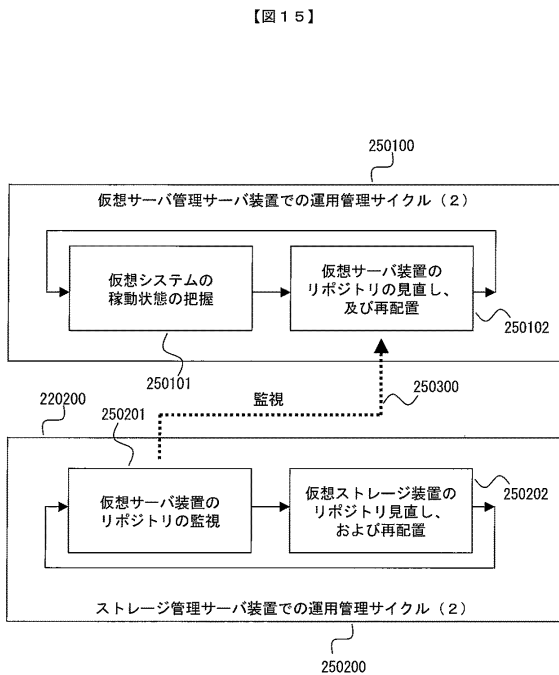 【図１５】
250100
仮想サーバ管理サーバ装置での運用管理サイクル（２）
仮想システムの
稼動状態の把握
仮想サーバ装置の
リポジトリの見直し、
及び再配置
250102
250101
監視
250300
220200
250201
仮想サーバ装置の
リポジトリの監視
仮想ストレージ装置の
リポジトリ見直し、
および再配置
250202
ストレージ管理サーバ装置での運用管理サイクル（２）
250200